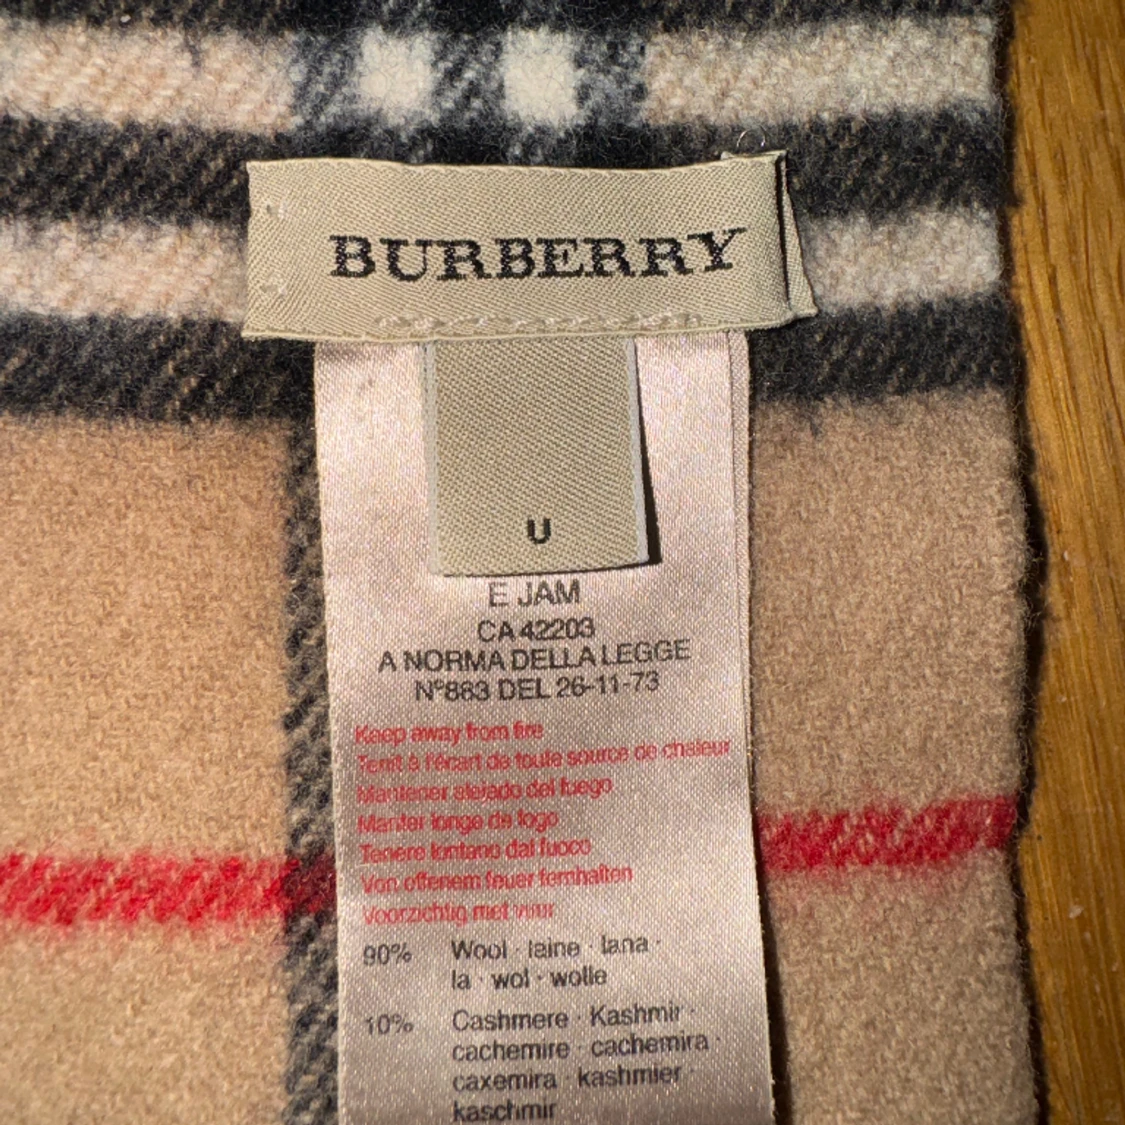 BURBERRY
U
E JAM
CA 42203
A NORMA DELLA LEGGE
N°883 DEL 26-11-73
Keep away from fire
Tenit à l'écart de toute source de chaleur
Mantener alejado del fuego
Manter longe do fogo
Tenere lontano dal fuoco
Von offenem feuer fernhalten
Voorzichtig met vuur
90% Wool · laine · lana ·
la · wol · wolle
10% Cashmere · Kashmir ·
cachemire · cachemira ·
caxemira · kashmier ·
kaschmir